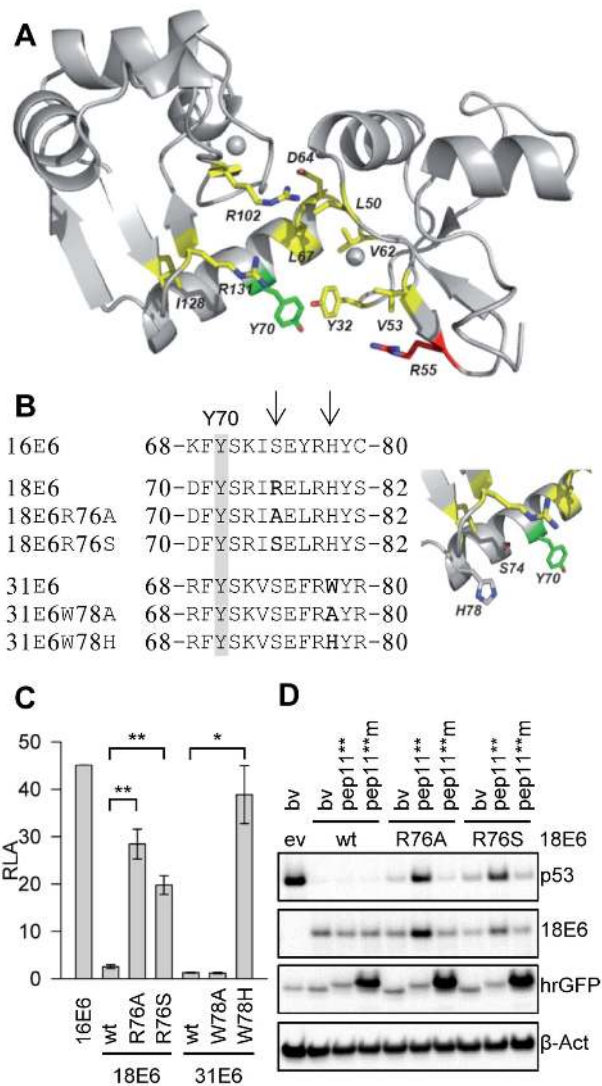 A
D64
R102
L50
L67
V62
I128
R131
Y70
Y32
V53
R55
B
Y70
16E6 68-KFYSKISEYRHYC-80
18E6 70-DFYSRIRELRHYS-82
18E6R76A 70-DFYSRIAELRHYS-82
18E6R76S 70-DFYSRISELRHYS-82
31E6 68-RFYSKVSEFRWYR-80
31E6W78A 68-RFYSKVSEFRAYR-80
31E6W78H 68-RFYSKVSEFRHYR-80
S74
Y70
H78
C
50
40
30
20
10
0
RLA
** ** *
16E6 wt R76A R76S wt W78A W78H
18E6 31E6
D
bv bv pep11** pep11**m bv pep11** pep11**m bv pep11** pep11**m
ev wt R76A R76S 18E6
p53
18E6
hrGFP
β-Act